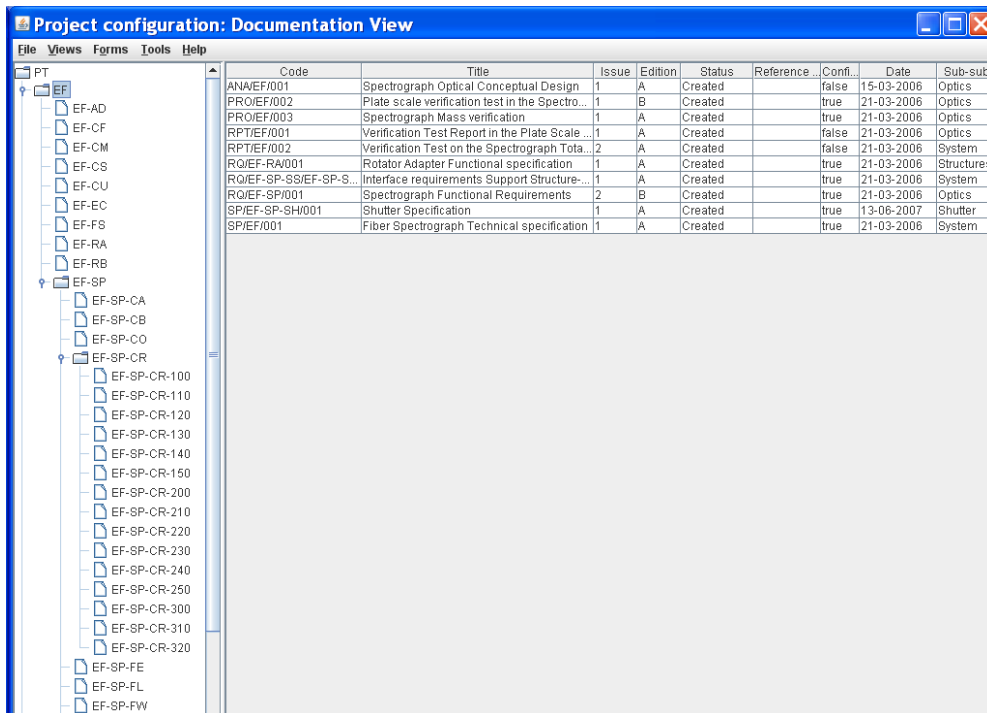 Project configuration: Documentation View
File Views Forms Tools Help
PT
EF
EF-AD
EF-CF
EF-CM
EF-CS
EF-CU
EF-EC
EF-FS
EF-RA
EF-RB
EF-SP
EF-SP-CA
EF-SP-CB
EF-SP-CO
EF-SP-CR
EF-SP-CR-100
EF-SP-CR-110
EF-SP-CR-120
EF-SP-CR-130
EF-SP-CR-140
EF-SP-CR-150
EF-SP-CR-200
EF-SP-CR-210
EF-SP-CR-220
EF-SP-CR-230
EF-SP-CR-240
EF-SP-CR-250
EF-SP-CR-300
EF-SP-CR-310
EF-SP-CR-320
EF-SP-FE
EF-SP-FL
EF-SP-FW
Code Title Issue Edition Status Reference ... Confi... Date Sub-sub
ANA/EF/001 Spectrograph Optical Conceptual Design 1 A Created false 15-03-2006 Optics
PRO/EF/002 Plate scale verification test in the Spectro... 1 B Created true 21-03-2006 Optics
PRO/EF/003 Spectrograph Mass verification 1 A Created true 21-03-2006 Optics
RPT/EF/001 Verification Test Report in the Plate Scale ... 1 A Created false 21-03-2006 Optics
RPT/EF/002 Verification Test on the Spectrograph Tota... 2 A Created false 21-03-2006 System
RQ/EF-RA/001 Rotator Adapter Functional specification 1 A Created true 21-03-2006 Structures
RQ/EF-SP-SS/EF-SP-S... Interface requirements Support Structure-... 1 A Created true 21-03-2006 System
RQ/EF-SP/001 Spectrograph Functional Requirements 2 B Created true 21-03-2006 Optics
SP/EF-SP-SH/001 Shutter Specification 1 A Created true 13-06-2007 Shutter
SP/EF/001 Fiber Spectrograph Technical specification 1 A Created true 21-03-2006 System